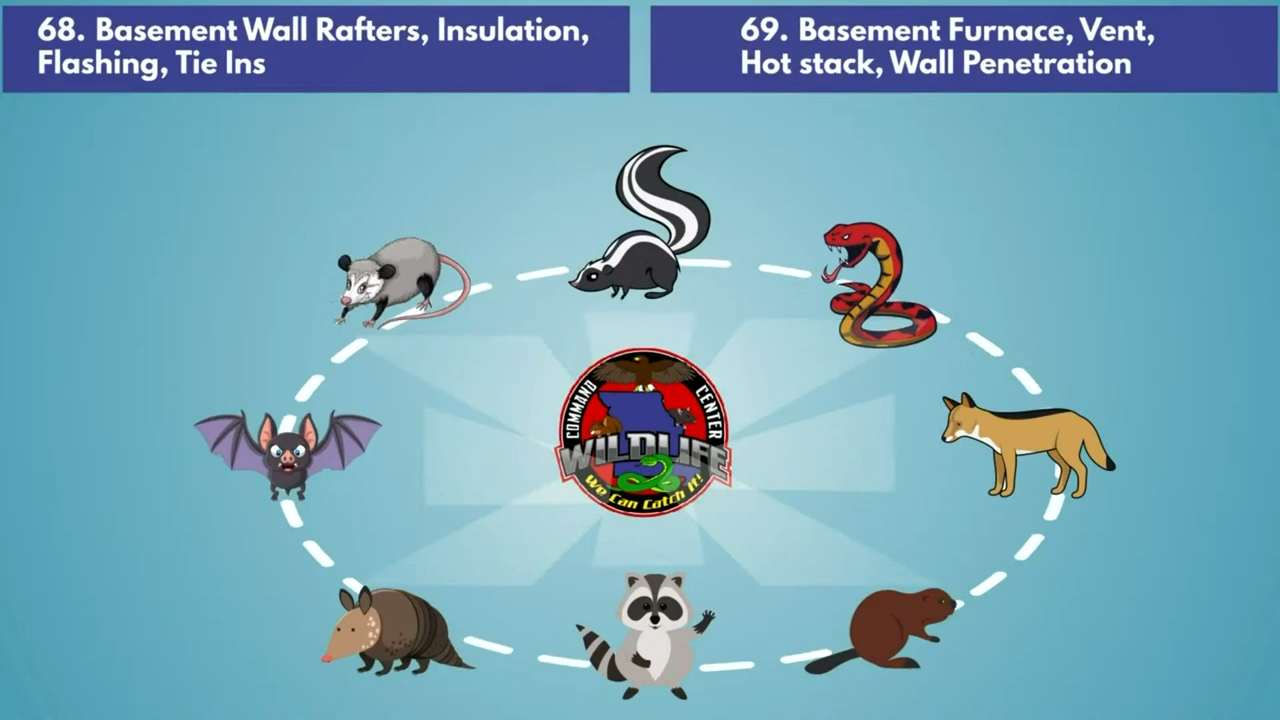 68. Basement Wall Rafters, Insulation,
Flashing, Tie Ins
69. Basement Furnace, Vent,
Hot stack, Wall Penetration
COMMAND CENTER
WILDLIFE
We Can Catch It!